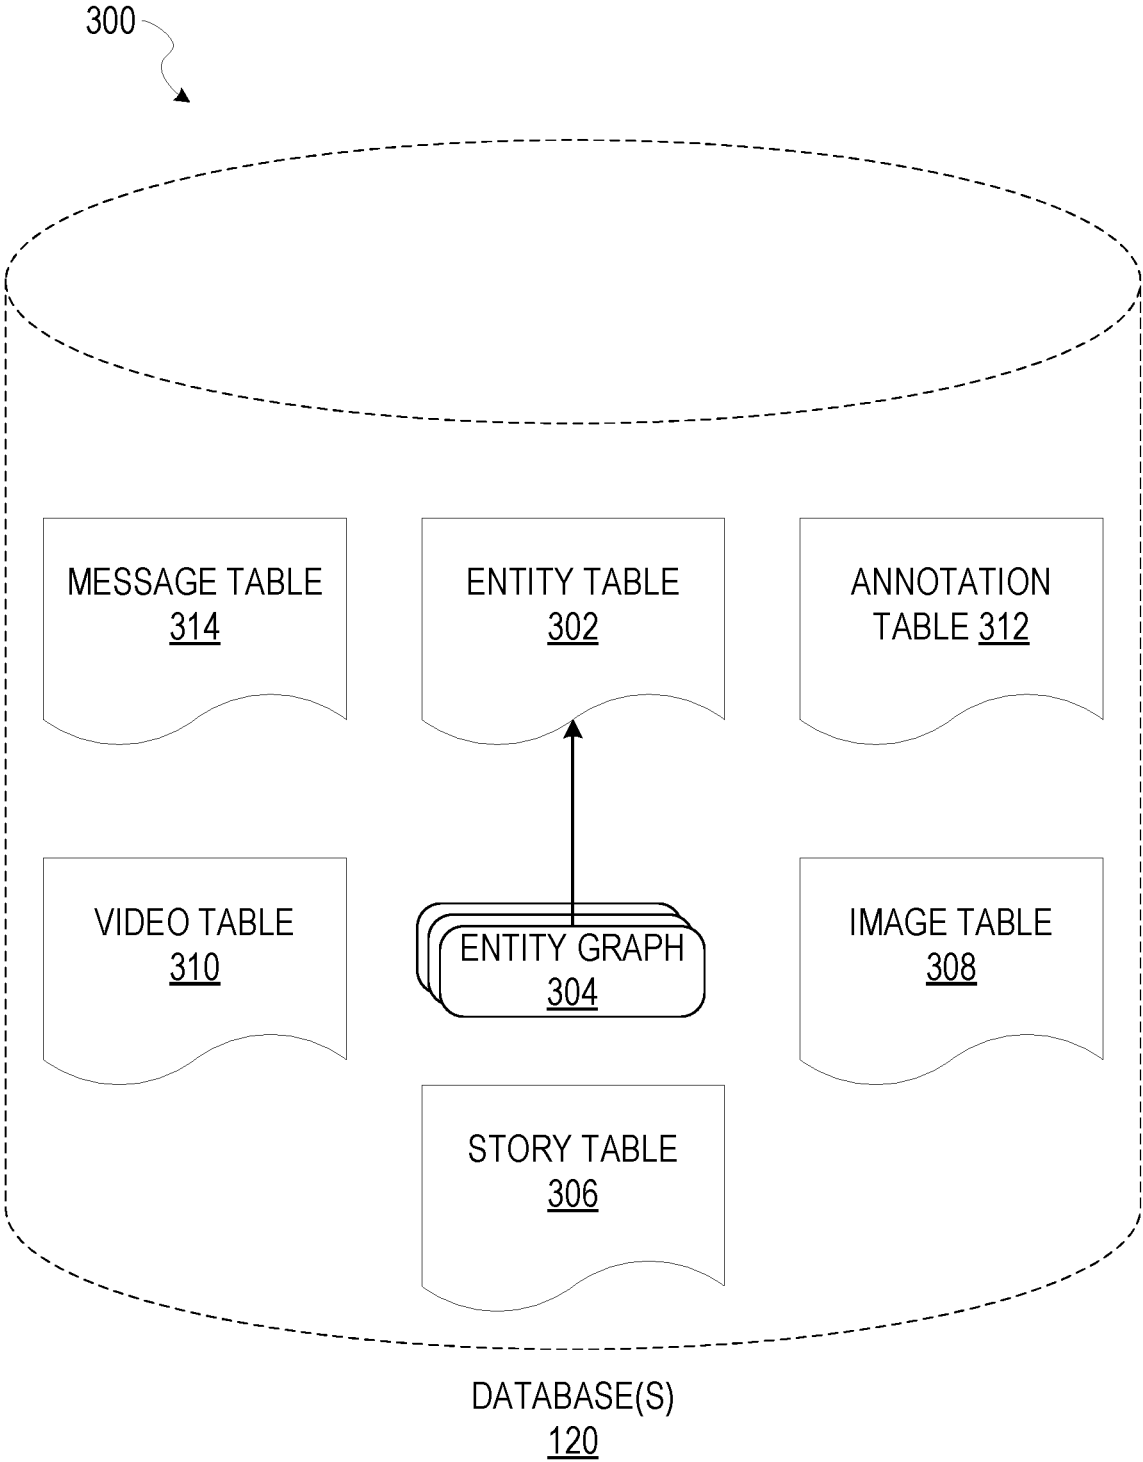 300
MESSAGE TABLE
314
ENTITY TABLE
302
ANNOTATION
TABLE 312
VIDEO TABLE
310
ENTITY GRAPH
304
IMAGE TABLE
308
STORY TABLE
306
DATABASE(S)
120